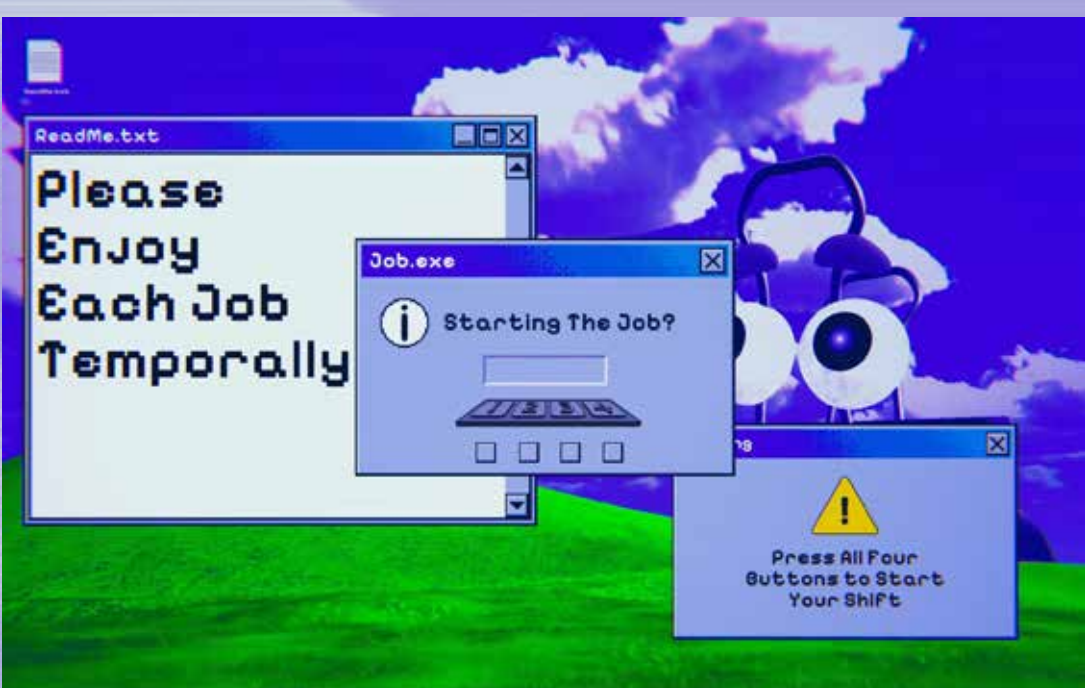 ReadMe.txt
Please
Enjoy
Each Job
Temporally
Job.exe
Starting The Job?
1 2 3 4
Press All Four
Buttons to Start
Your Shift